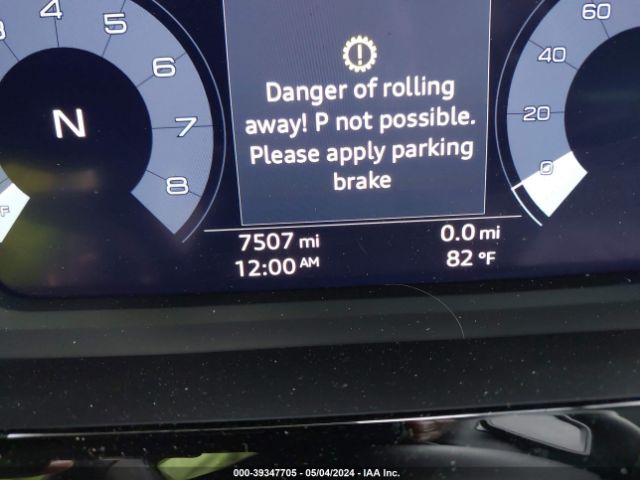 3 4 5 6 7 8
N
F
Danger of rolling
away! P not possible.
Please apply parking
brake
60
40
20
0
7507 mi
0.0 mi
12:00 AM
82 °F
000-39347705 - 05/04/2024 - IAA Inc.